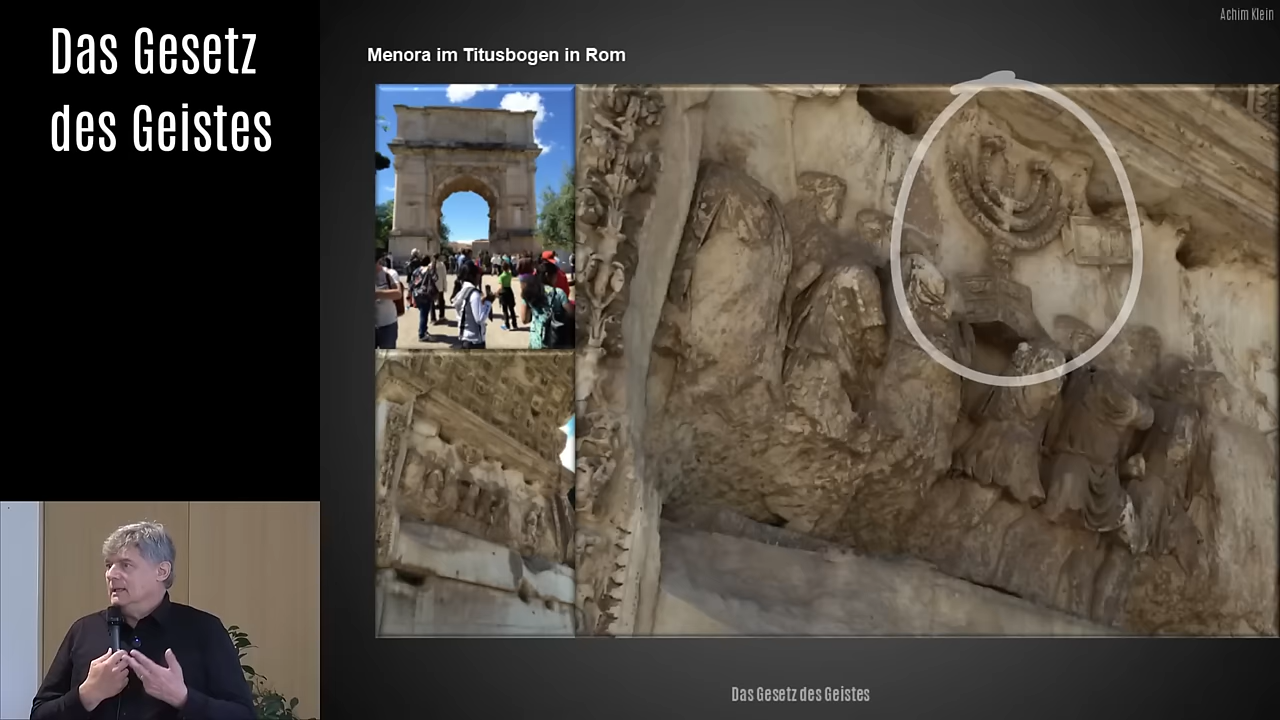 Das Gesetz
des Geistes
Achim Klein
Menora im Titusbogen in Rom
Das Gesetz des Geistes